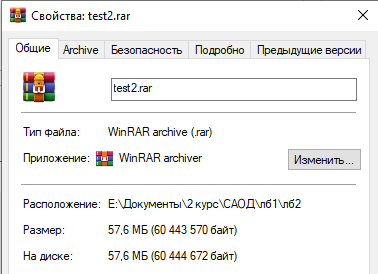 Свойства: test2.rar
Общие Archive Безопасность Подробно Предыдущие версии
test2.rar
Тип файла: WinRAR archive (.rar)
Приложение: WinRAR archiver Изменить...
Расположение: E:\Документы\2 курс\САОД\лб1\лб2
Размер: 57,6 МБ (60 443 570 байт)
На диске: 57,6 МБ (60 444 672 байт)